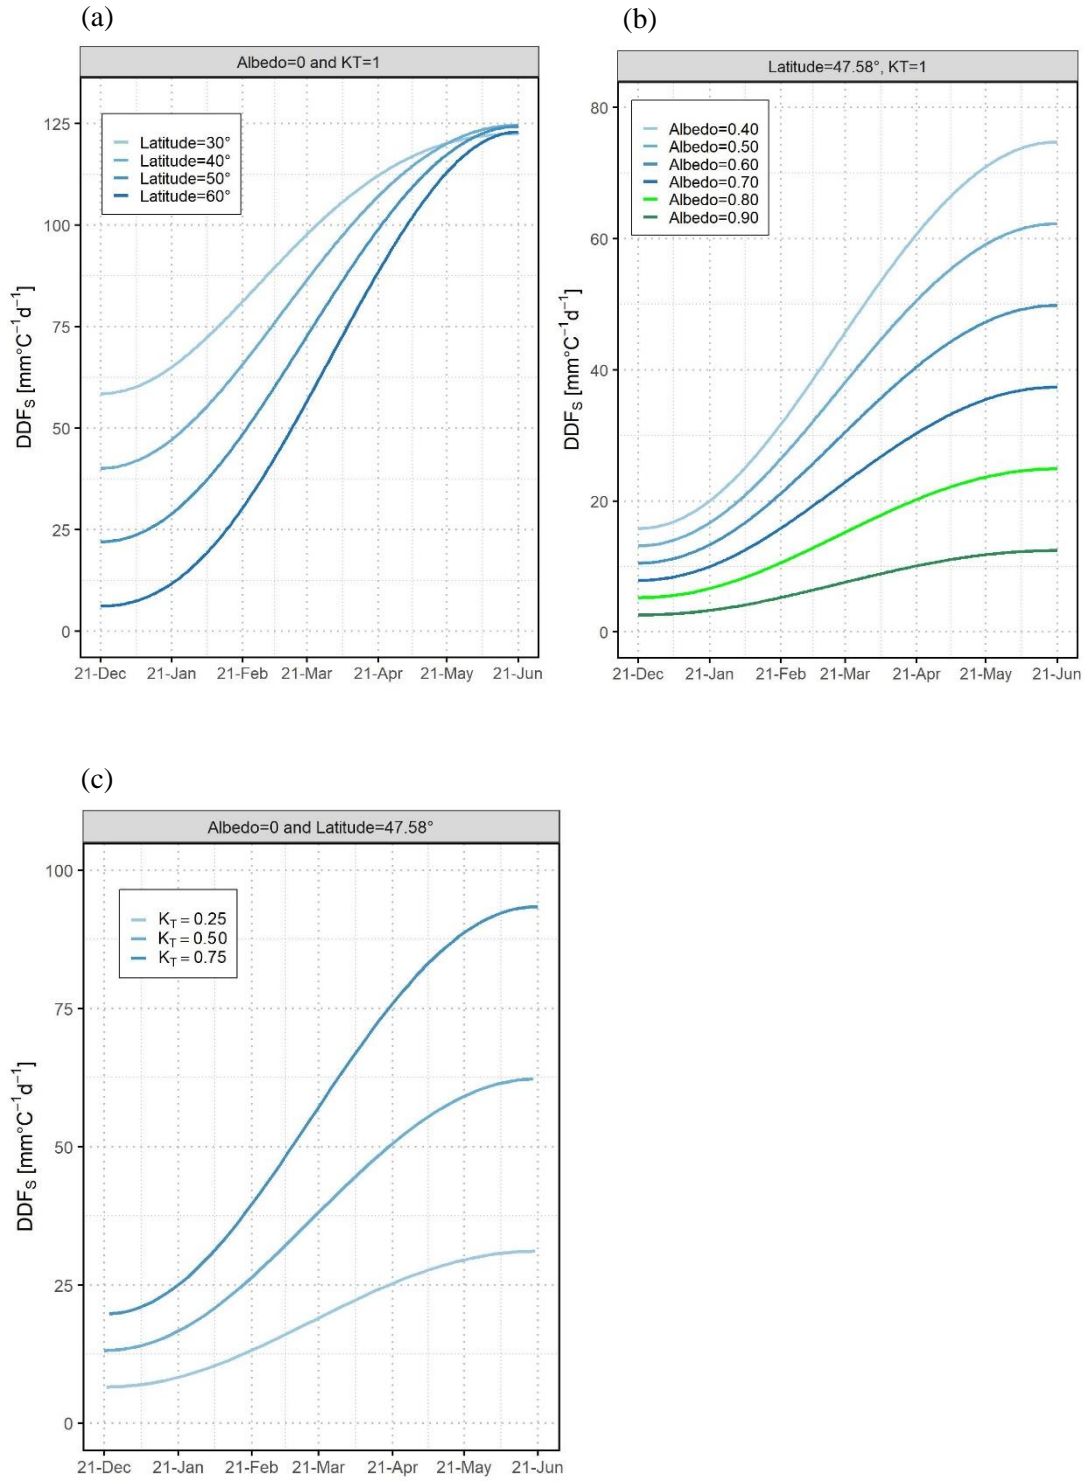 (a)
Albedo=0 and KT=1
125
100
75
50
25
0
DDFS [mm°C−1d−1]
Latitude=30°
Latitude=40°
Latitude=50°
Latitude=60°
21-Dec 21-Jan 21-Feb 21-Mar 21-Apr 21-May 21-Jun
(b)
Latitude=47.58°, KT=1
80
60
40
20
0
DDFS [mm°C−1d−1]
Albedo=0.40
Albedo=0.50
Albedo=0.60
Albedo=0.70
Albedo=0.80
Albedo=0.90
21-Dec 21-Jan 21-Feb 21-Mar 21-Apr 21-May 21-Jun
(c)
Albedo=0 and Latitude=47.58°
100
75
50
25
0
DDFS [mm°C−1d−1]
KT = 0.25
KT = 0.50
KT = 0.75
21-Dec 21-Jan 21-Feb 21-Mar 21-Apr 21-May 21-Jun